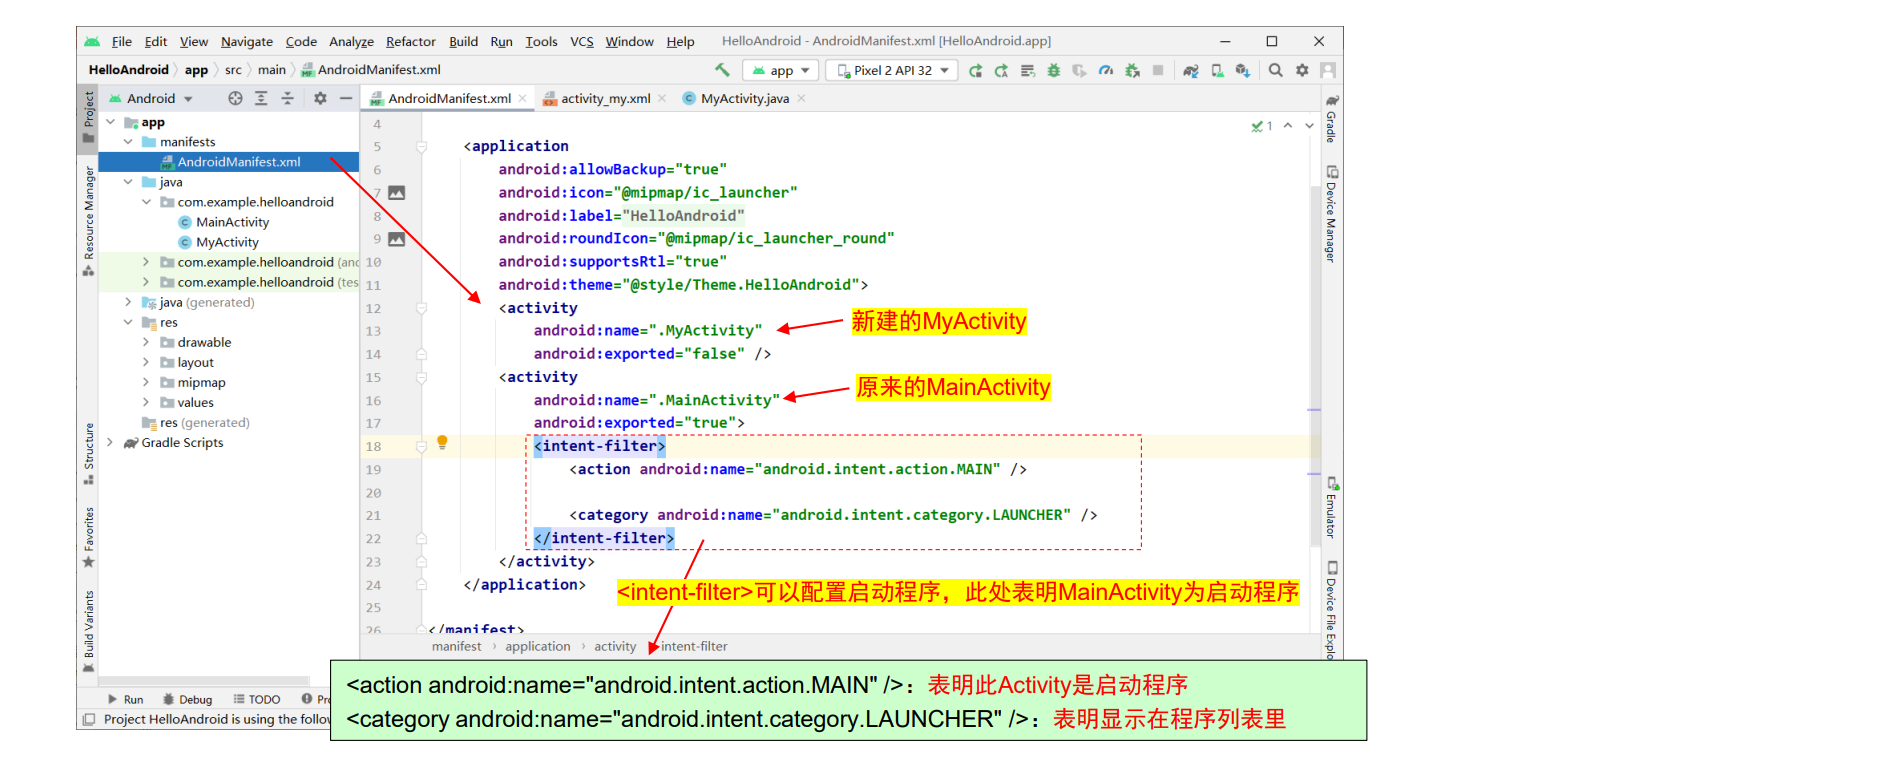 File Edit View Navigate Code Analyze Refactor Build Run Tools VCS Window Help HelloAndroid - AndroidManifest.xml [HelloAndroid.app]
HelloAndroid app src main AndroidManifest.xml app Pixel 2 API 32
Project
Android
AndroidManifest.xml activity_my.xml MyActivity.java
app
manifests
AndroidManifest.xml
java
com.example.helloandroid
MainActivity
MyActivity
com.example.helloandroid (and
com.example.helloandroid (tes
java (generated)
res
drawable
layout
mipmap
values
res (generated)
Gradle Scripts
Resource Manager
Structure
Favorites
Build Variants
1
4
5 <application
6 android:allowBackup="true"
7 android:icon="@mipmap/ic_launcher"
8 android:label="HelloAndroid"
9 android:roundIcon="@mipmap/ic_launcher_round"
10 android:supportsRtl="true"
11 android:theme="@style/Theme.HelloAndroid">
12 <activity
13 android:name=".MyActivity"
新建的MyActivity
14 android:exported="false" />
15 <activity
原来的MainActivity
16 android:name=".MainActivity"
17 android:exported="true">
18 <intent-filter>
19 <action android:name="android.intent.action.MAIN" />
20
21 <category android:name="android.intent.category.LAUNCHER" />
22 </intent-filter>
23 </activity>
24 </application>
<intent-filter>可以配置启动程序，此处表明MainActivity为启动程序
25
26 </manifest>
manifest › application › activity › intent-filter
Gradle
Device Manager
Emulator
Device File Explo
<action android:name="android.intent.action.MAIN" />：表明此Activity是启动程序
<category android:name="android.intent.category.LAUNCHER" />：表明显示在程序列表里
Run Debug TODO Pr
Project HelloAndroid is using the follow